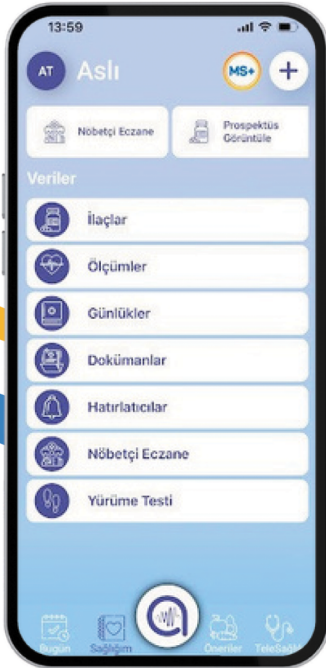 13:59
AT
Aslı
MS+
+
Nöbetçi Eczane
Prospektüs
Görüntüle
Veriler
İlaçlar
Ölçümler
Günlükler
Dokümanlar
Hatırlatıcılar
Nöbetçi Eczane
Yürüme Testi
Bugün
Sağlığım
Öneriler
TeleSağlık